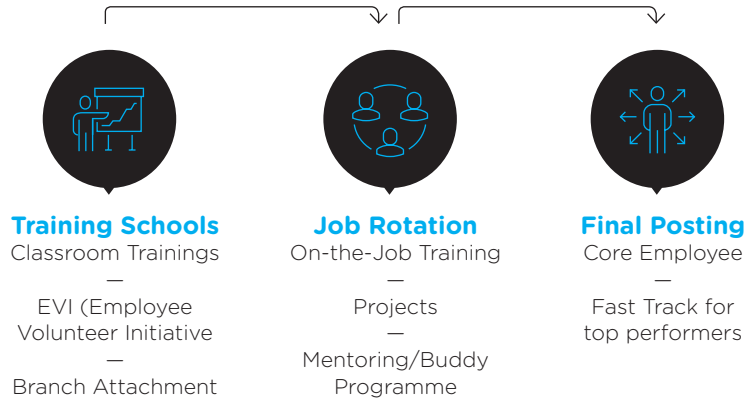 Training Schools
Classroom Trainings
—
EVI (Employee
Volunteer Initiative
—
Branch Attachment
Job Rotation
On-the-Job Training
—
Projects
—
Mentoring/Buddy
Programme
Final Posting
Core Employee
—
Fast Track for
top performers